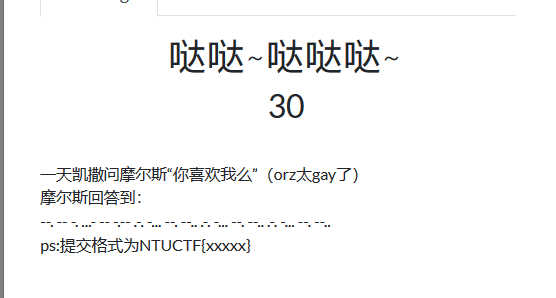 哒哒~哒哒哒~
30
一天凯撒问摩尔斯“你喜欢我么”（orz太gay了）
摩尔斯回答到：
--. -- -. ...- -- -.-- .-. -... --. --.. .-. -... --. --.. .-. -... --. --..
ps:提交格式为NTUCTF{xxxxx}